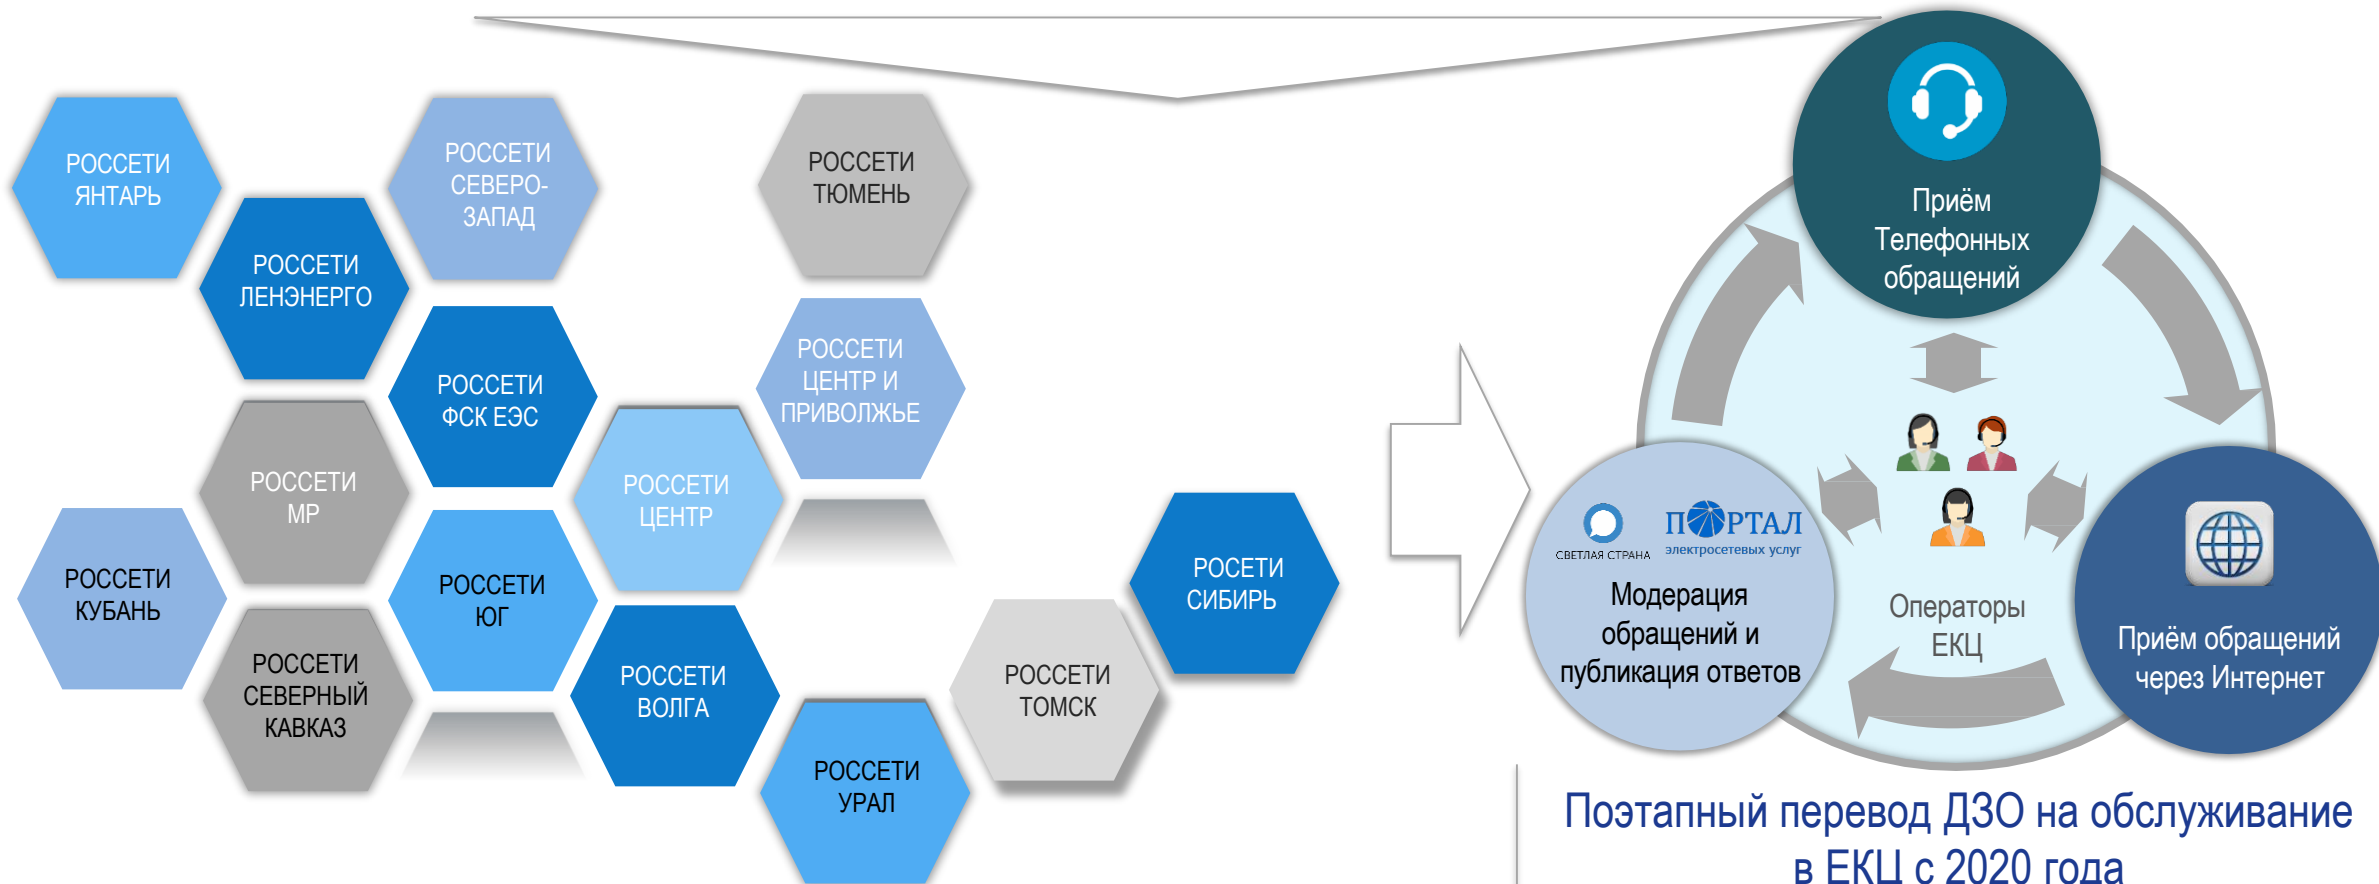 РОССЕТИ
ЯНТАРЬ
РОССЕТИ
ЛЕНЭНЕРГО
РОССЕТИ
СЕВЕРО-
ЗАПАД
РОССЕТИ
ТЮМЕНЬ
РОССЕТИ
ФСК ЕЭС
РОССЕТИ
ЦЕНТР И
ПРИВОЛЖЬЕ
РОССЕТИ
МР
РОССЕТИ
ЦЕНТР
РОССЕТИ
КУБАНЬ
РОССЕТИ
ЮГ
РОСЕТИ
СИБИРЬ
РОССЕТИ
СЕВЕРНЫЙ
КАВКАЗ
РОССЕТИ
ВОЛГА
РОССЕТИ
ТОМСК
РОССЕТИ
УРАЛ
Приём
Телефонных
обращений
СВЕТЛАЯ СТРАНА
ПОРТАЛ
электросетевых услуг
Модерация
обращений и
публикация ответов
Операторы
ЕКЦ
Приём обращений
через Интернет
Поэтапный перевод ДЗО на обслуживание
в ЕКЦ с 2020 года